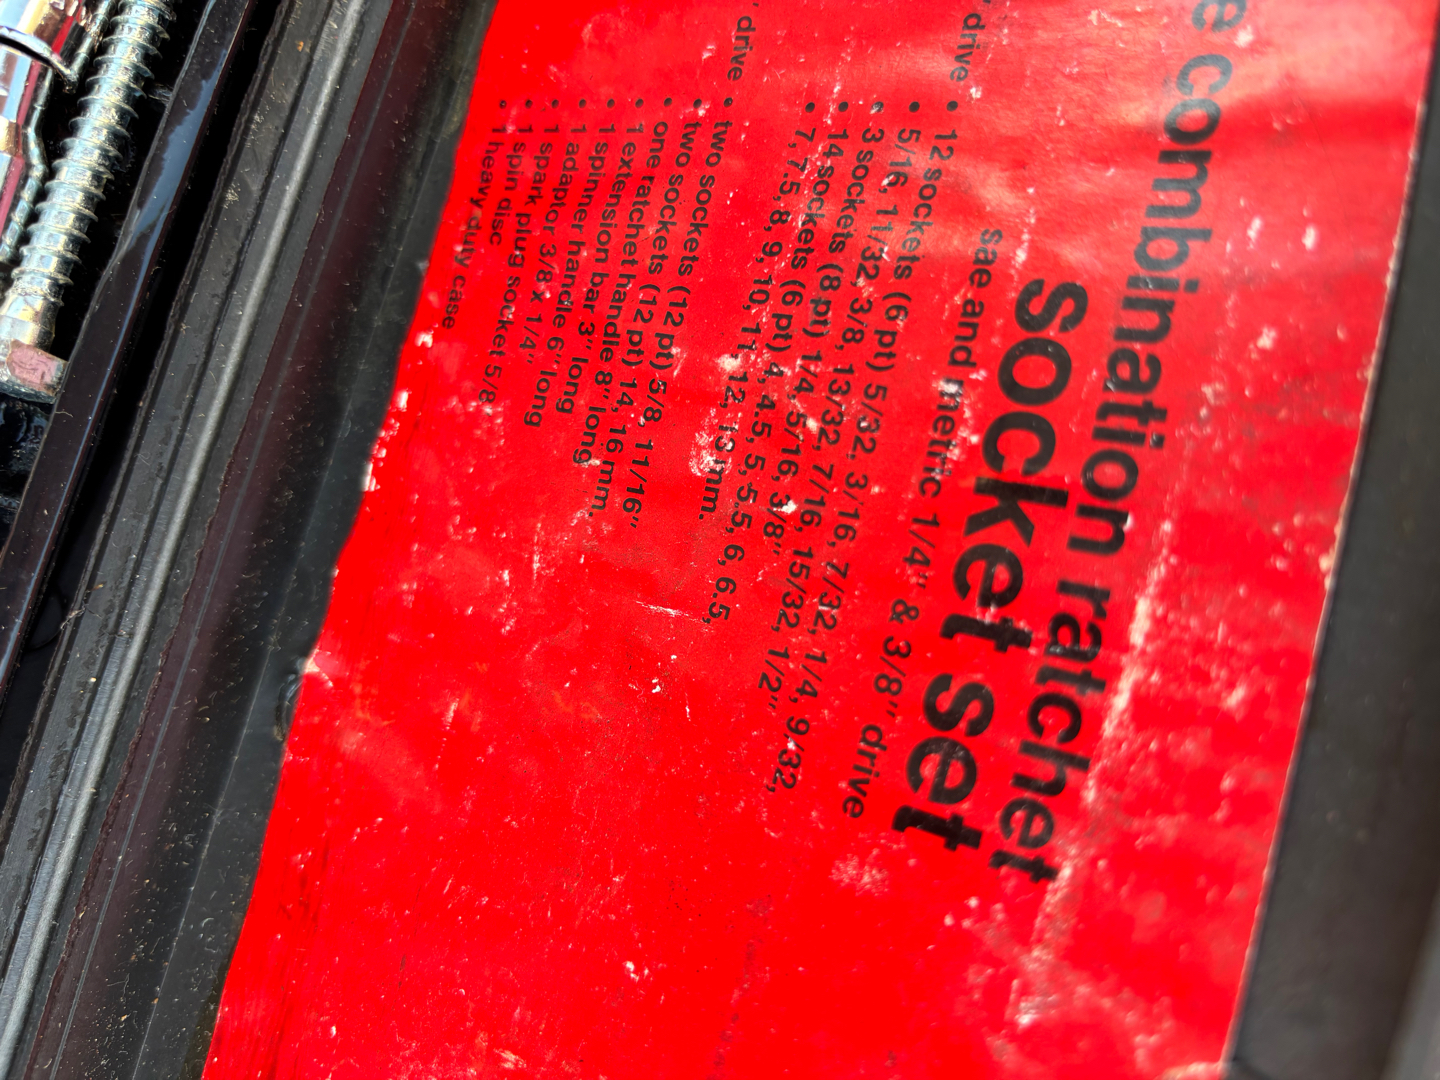 e combination ratchet
socket set
sae and metric 1/4" & 3/8" drive
" drive • 12 sockets (6 pt) 5/32, 3/16, 7/32, 1/4, 9/32,
• 5/16, 11/32, 3/8, 13/32, 7/16, 15/32, 1/2"
• 3 sockets (8 pt) 1/4, 5/16, 3/8"
• 14 sockets (6 pt) 4, 4.5, 5, 5.5, 6, 6.5,
• 7, 7.5, 8, 9, 10, 11, 12, 13 mm.
" drive • two sockets (12 pt) 5/8, 11/16"
• two sockets (12 pt) 14, 16 mm.
• one ratchet handle 8" long
• 1 extension bar 3" long
• 1 spinner handle 6" long
• 1 adaptor 3/8 x 1/4"
• 1 spark plug socket 5/8
• 1 spin disc
• 1 heavy duty case